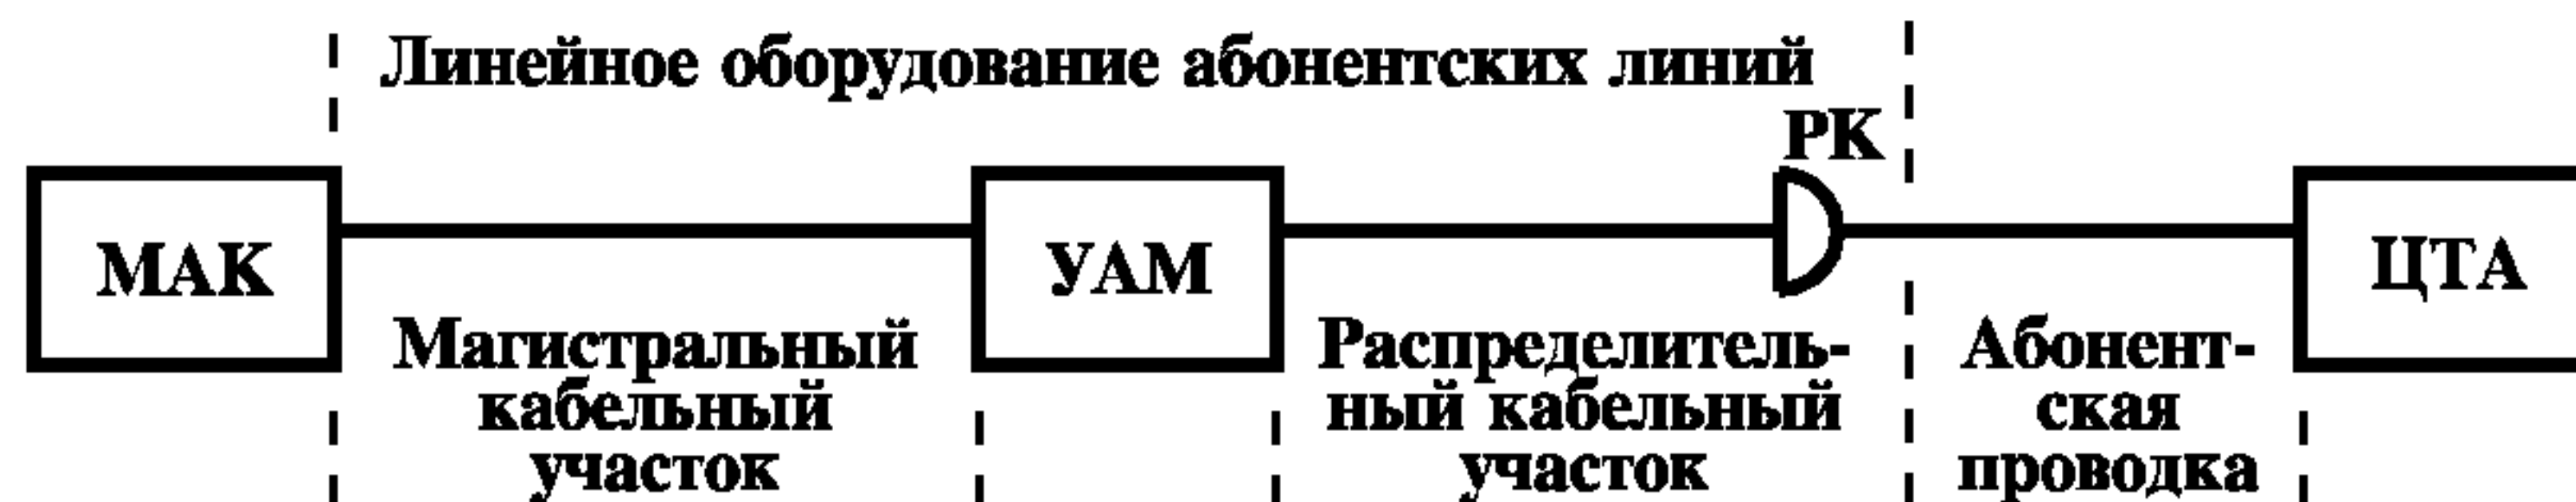 Линейное оборудование абонентских линий
РК
МАК
УАМ
ЦТА
Магистральный
кабельный
участок
Распределитель-
ный кабельный
участок
Абонент-
ская
проводка